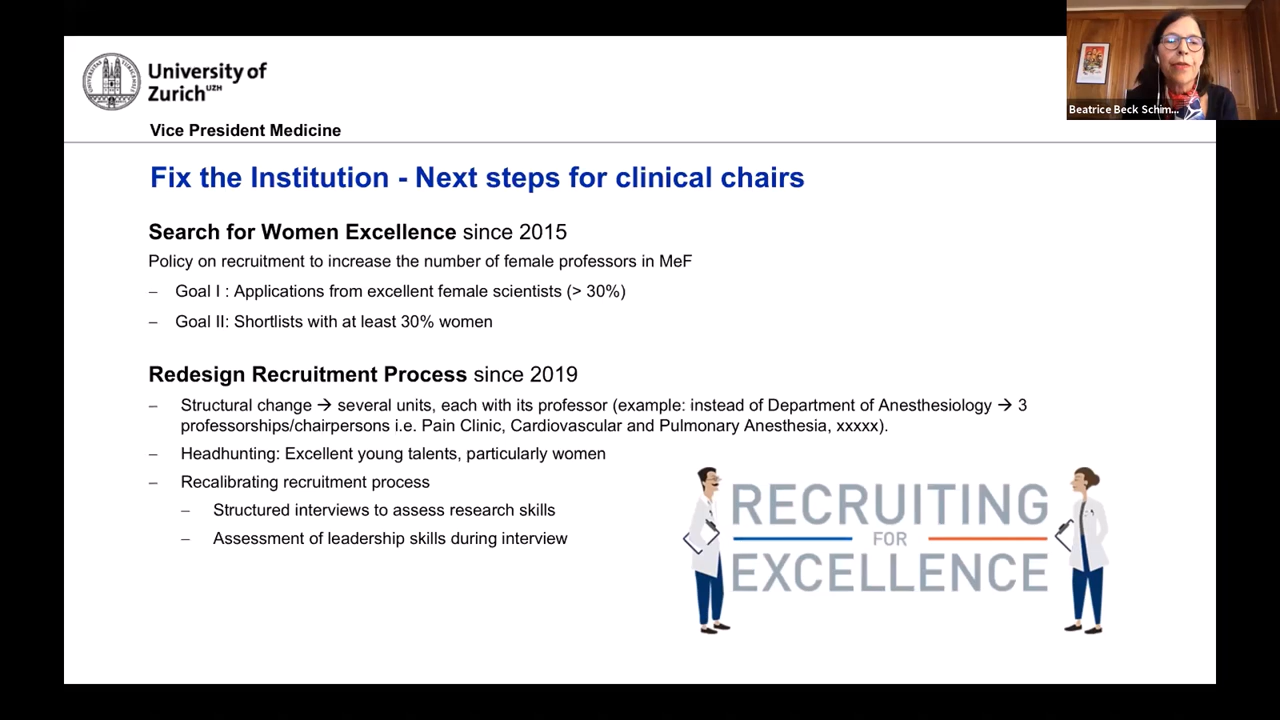 University of
Zurich UZH
Vice President Medicine
Beatrice Beck Schim...
Fix the Institution - Next steps for clinical chairs
Search for Women Excellence since 2015
Policy on recruitment to increase the number of female professors in MeF
– Goal I : Applications from excellent female scientists (> 30%)
– Goal II: Shortlists with at least 30% women
Redesign Recruitment Process since 2019
– Structural change → several units, each with its professor (example: instead of Department of Anesthesiology → 3
professorships/chairpersons i.e. Pain Clinic, Cardiovascular and Pulmonary Anesthesia, xxxxx).
– Headhunting: Excellent young talents, particularly women
– Recalibrating recruitment process
– Structured interviews to assess research skills
– Assessment of leadership skills during interview
RECRUITING
FOR
EXCELLENCE